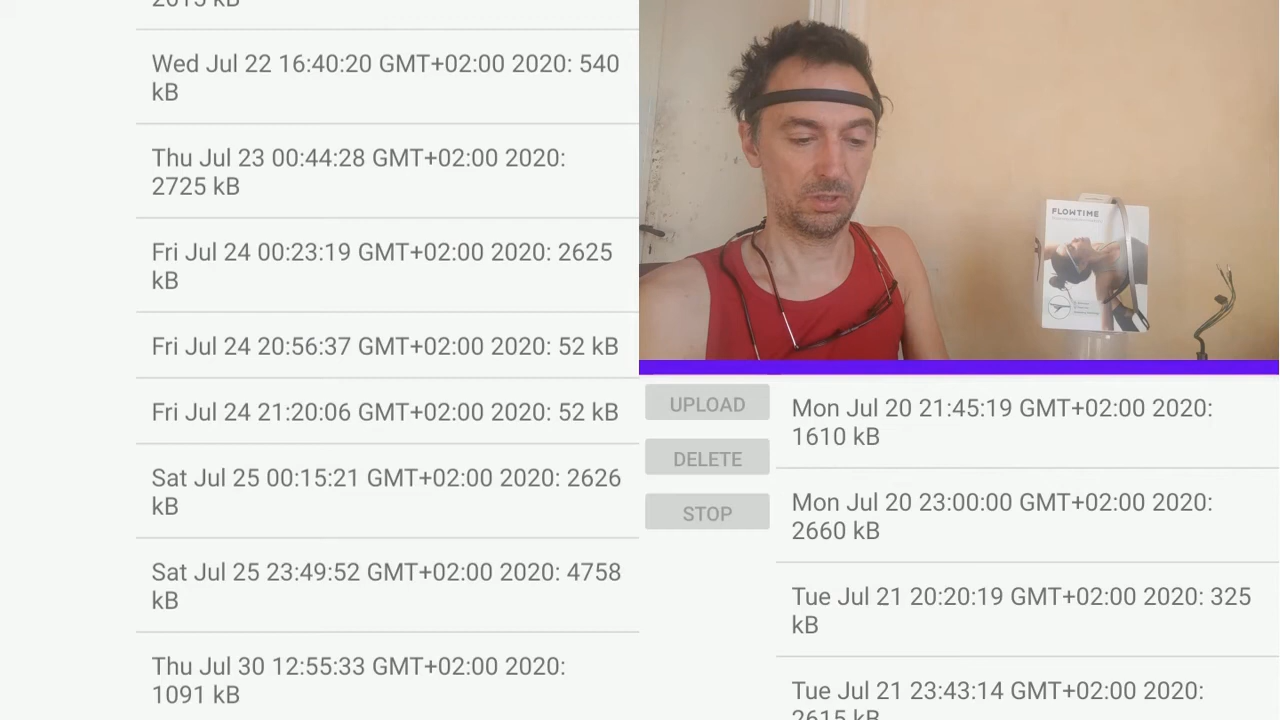 2615 kB
Wed Jul 22 16:40:20 GMT+02:00 2020: 540
kB
Thu Jul 23 00:44:28 GMT+02:00 2020:
2725 kB
Fri Jul 24 00:23:19 GMT+02:00 2020: 2625
kB
Fri Jul 24 20:56:37 GMT+02:00 2020: 52 kB
Fri Jul 24 21:20:06 GMT+02:00 2020: 52 kB
Sat Jul 25 00:15:21 GMT+02:00 2020: 2626
kB
Sat Jul 25 23:49:52 GMT+02:00 2020: 4758
kB
Thu Jul 30 12:55:33 GMT+02:00 2020:
1091 kB
FLOWTIME
UPLOAD
DELETE
STOP
Mon Jul 20 21:45:19 GMT+02:00 2020:
1610 kB
Mon Jul 20 23:00:00 GMT+02:00 2020:
2660 kB
Tue Jul 21 20:20:19 GMT+02:00 2020: 325
kB
Tue Jul 21 23:43:14 GMT+02:00 2020:
2615 kB